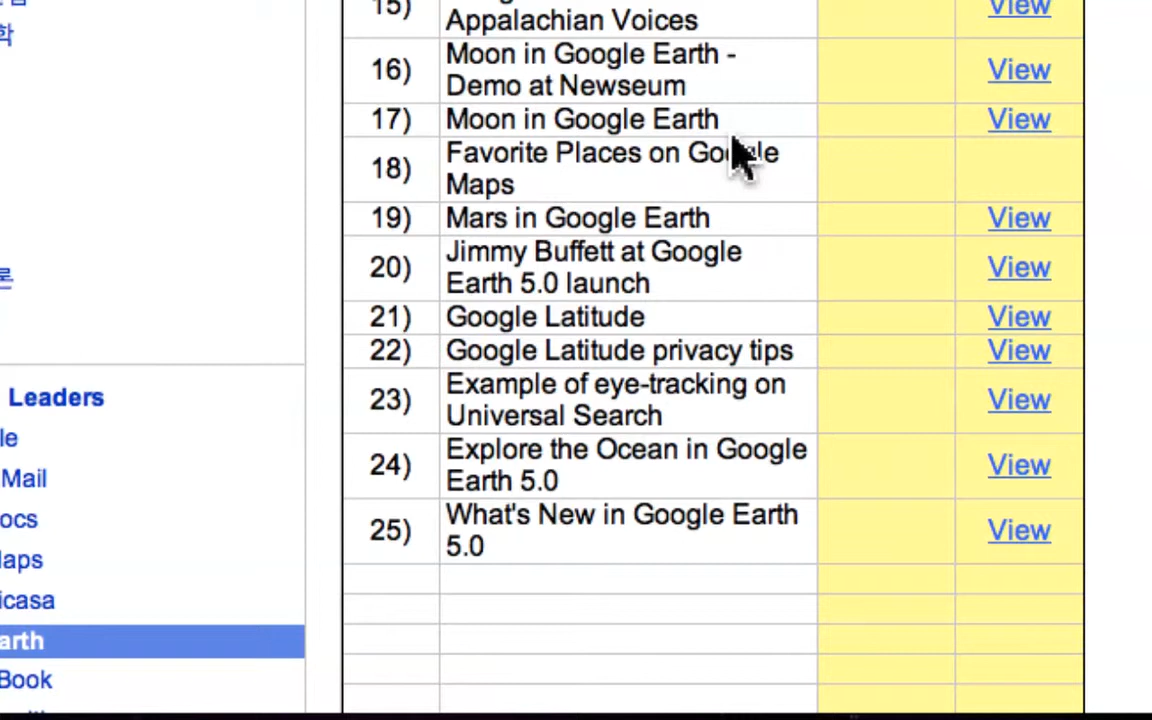 학
론
Leaders
le
Mail
ocs
laps
icasa
arth
Book
15)
Appalachian Voices
View
16)
Moon in Google Earth -
Demo at Newseum
View
17)
Moon in Google Earth
View
18)
Favorite Places on Google
Maps
19)
Mars in Google Earth
View
20)
Jimmy Buffett at Google
Earth 5.0 launch
View
21)
Google Latitude
View
22)
Google Latitude privacy tips
View
23)
Example of eye-tracking on
Universal Search
View
24)
Explore the Ocean in Google
Earth 5.0
View
25)
What's New in Google Earth
5.0
View